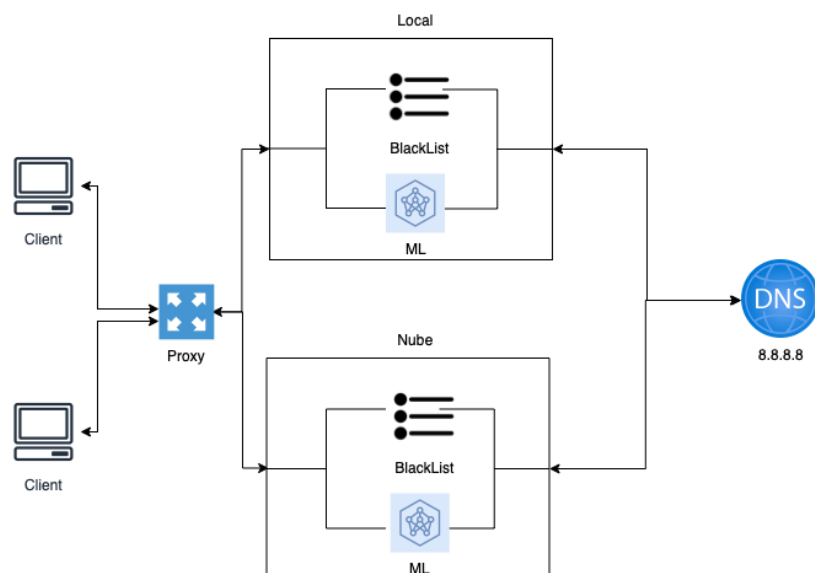 Local
BlackList
ML
Client
Proxy
DNS
8.8.8.8
Nube
BlackList
ML
Client